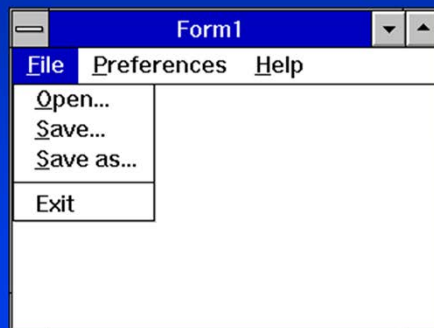 Form1
File Preferences Help
Open...
Save...
Save as...
Exit